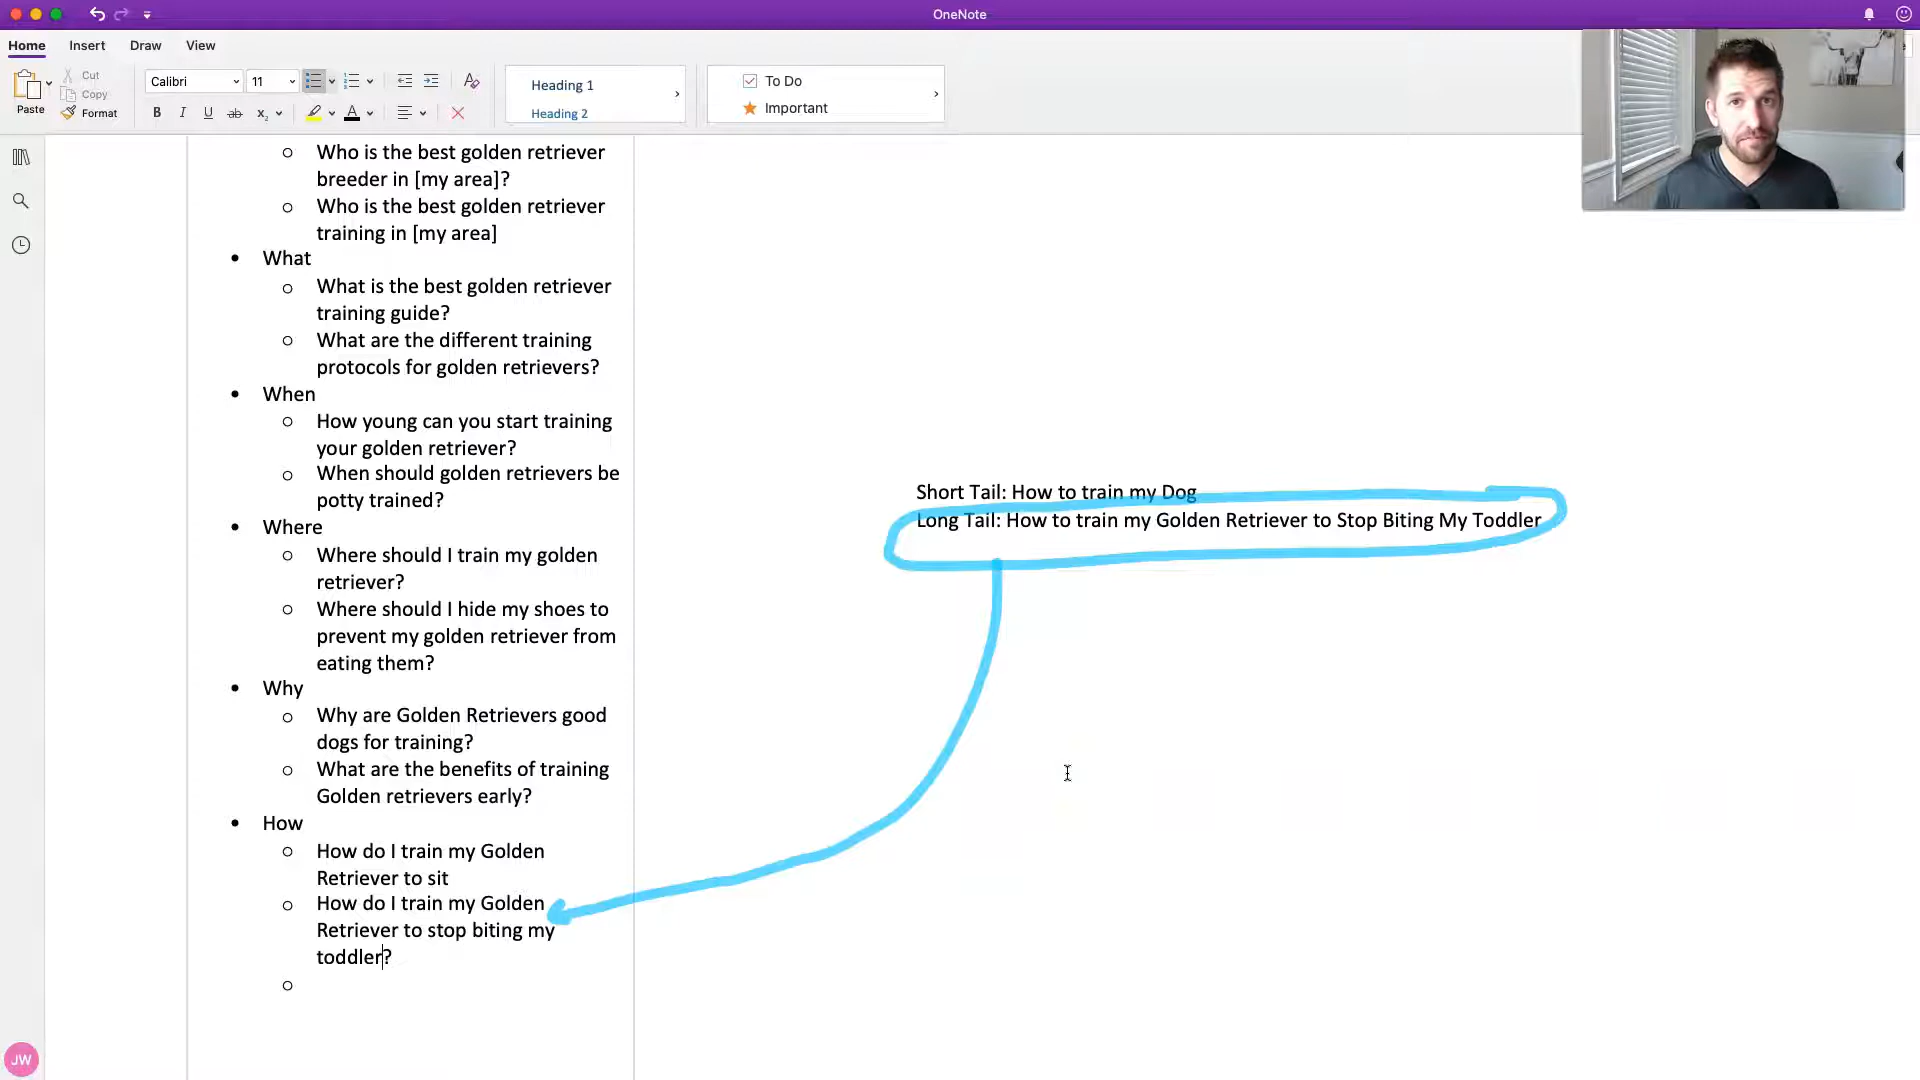 OneNote
Home Insert Draw View
Paste
Cut
Copy
Format
Calibri 11
B I U ab x₂ A
Heading 1
Heading 2
To Do
Important
Who is the best golden retriever
breeder in [my area]?
Who is the best golden retriever
training in [my area]
What
What is the best golden retriever
training guide?
What are the different training
protocols for golden retrievers?
When
How young can you start training
your golden retriever?
When should golden retrievers be
potty trained?
Where
Where should I train my golden
retriever?
Where should I hide my shoes to
prevent my golden retriever from
eating them?
Why
Why are Golden Retrievers good
dogs for training?
What are the benefits of training
Golden retrievers early?
How
How do I train my Golden
Retriever to sit
How do I train my Golden
Retriever to stop biting my
toddler?
Short Tail: How to train my Dog
Long Tail: How to train my Golden Retriever to Stop Biting My Toddler
JW